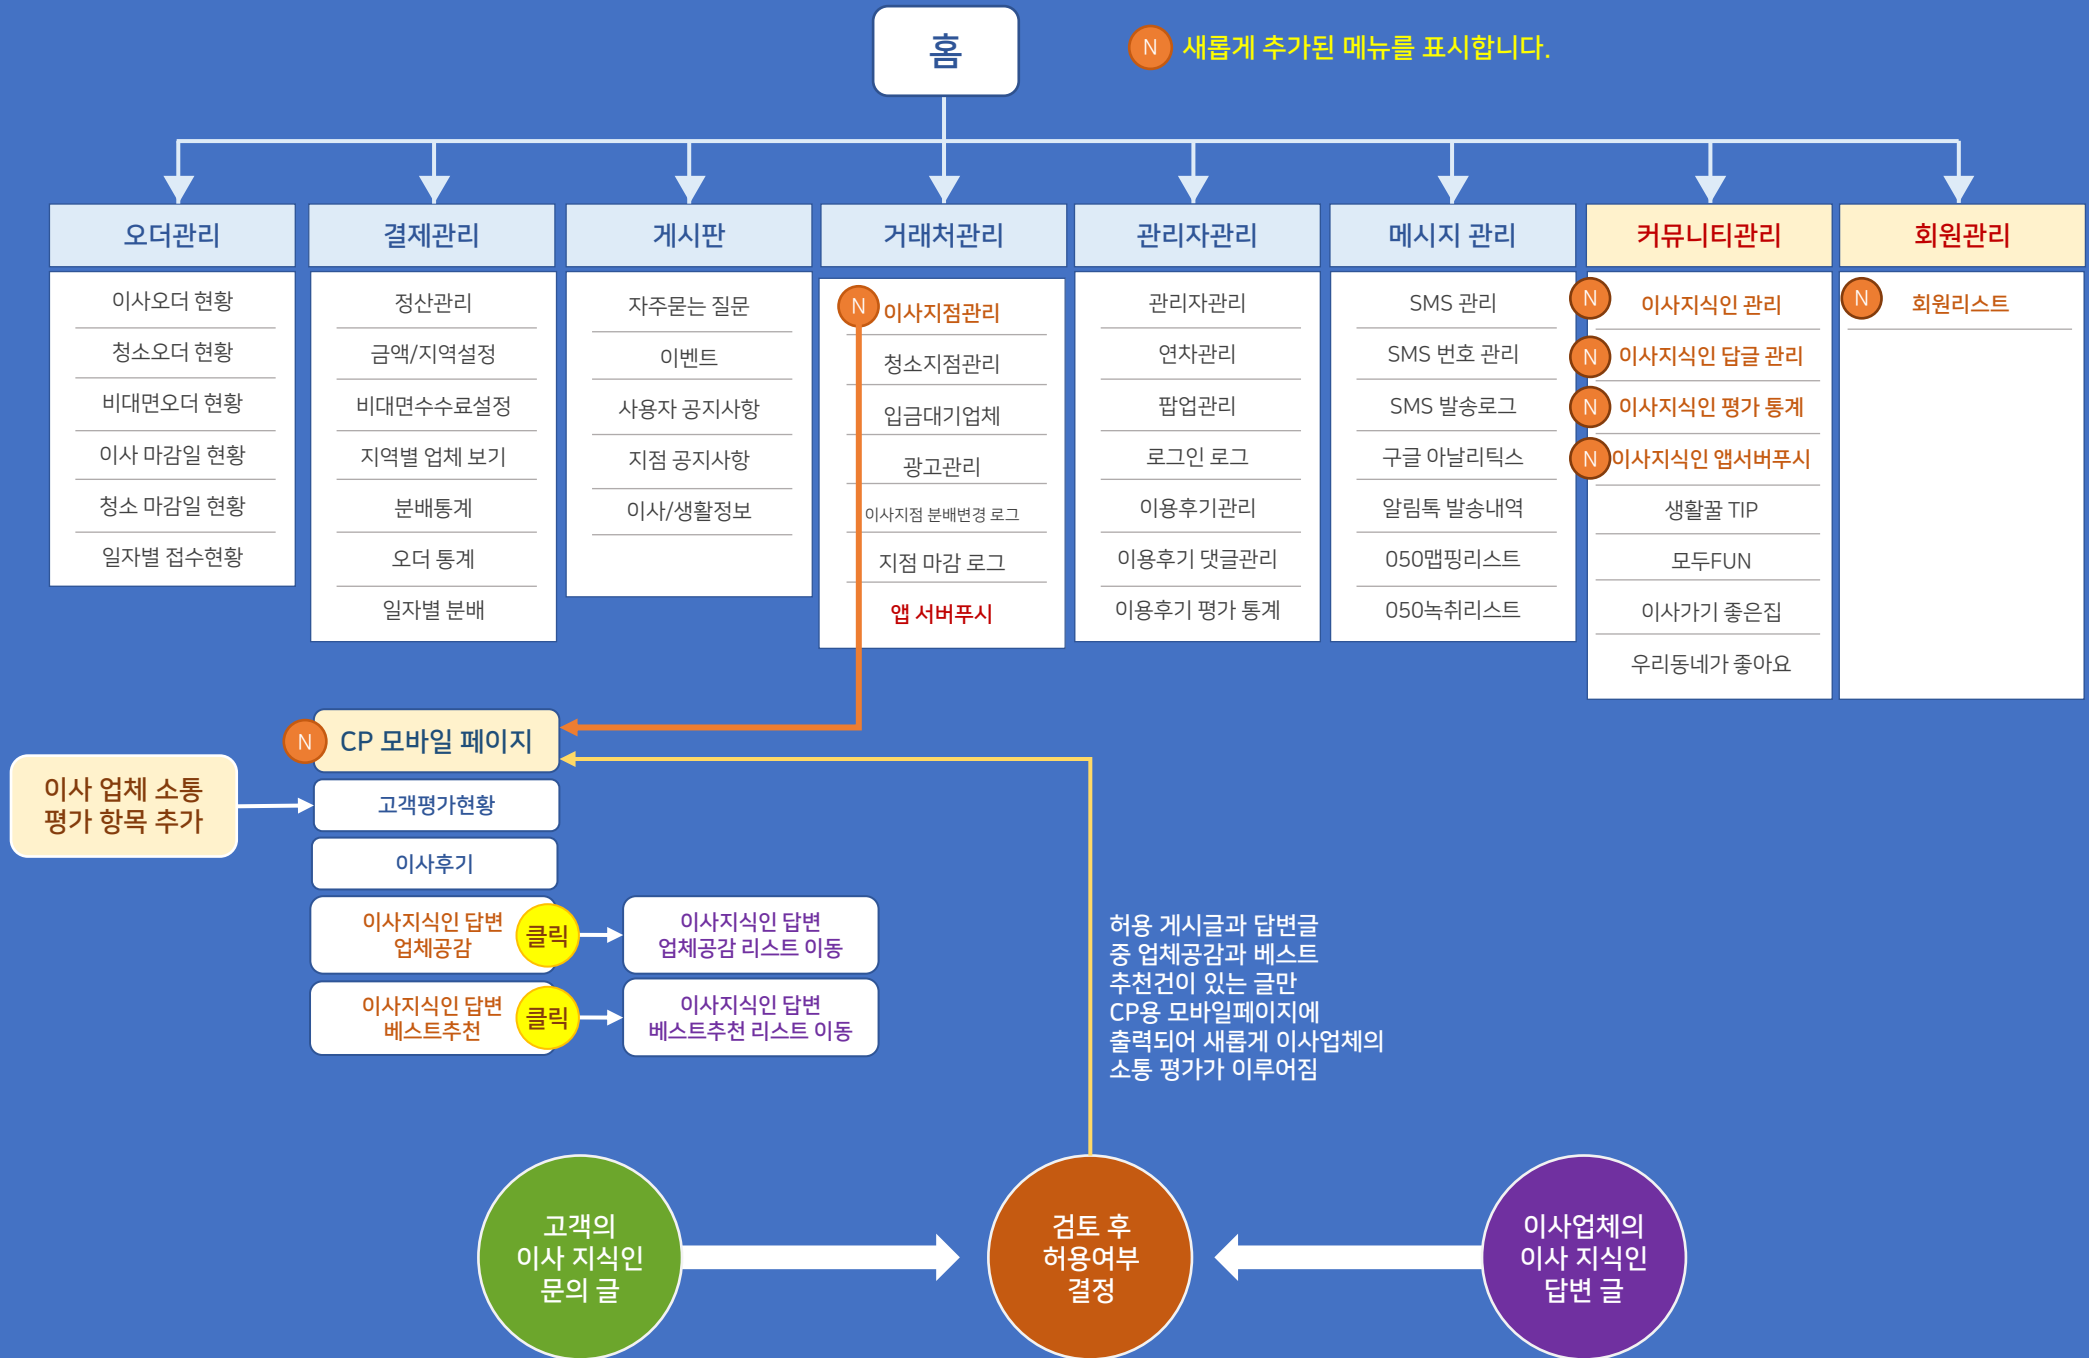 홈
N 새롭게 추가된 메뉴를 표시합니다.
오더관리
이사오더 현황
청소오더 현황
비대면오더 현황
이사 마감일 현황
청소 마감일 현황
일자별 접수현황
결제관리
정산관리
금액/지역설정
비대면수수료설정
지역별 업체 보기
분배통계
오더 통계
일자별 분배
게시판
자주묻는 질문
이벤트
사용자 공지사항
지점 공지사항
이사/생활정보
거래처관리
N 이사지점관리
청소지점관리
입금대기업체
광고관리
이사지점 분배변경 로그
지점 마감 로그
앱 서버푸시
관리자관리
관리자관리
연차관리
팝업관리
로그인 로그
이용후기관리
이용후기 댓글관리
이용후기 평가 통계
메시지 관리
SMS 관리
SMS 번호 관리
SMS 발송로그
구글 아날리틱스
알림톡 발송내역
050맵핑리스트
050녹취리스트
커뮤니티관리
N 이사지식인 관리
N 이사지식인 답글 관리
N 이사지식인 평가 통계
N 이사지식인 앱서버푸시
생활꿀 TIP
모두FUN
이사가기 좋은집
우리동네가 좋아요
회원관리
N 회원리스트
N CP 모바일 페이지
이사 업체 소통
평가 항목 추가
고객평가현황
이사후기
이사지식인 답변
업체공감
클릭
이사지식인 답변
업체공감 리스트 이동
이사지식인 답변
베스트추천
클릭
이사지식인 답변
베스트추천 리스트 이동
허용 게시글과 답변글
중 업체공감과 베스트
추천건이 있는 글만
CP용 모바일페이지에
출력되어 새롭게 이사업체의
소통 평가가 이루어짐
고객의
이사 지식인
문의 글
검토 후
허용여부
결정
이사업체의
이사 지식인
답변 글